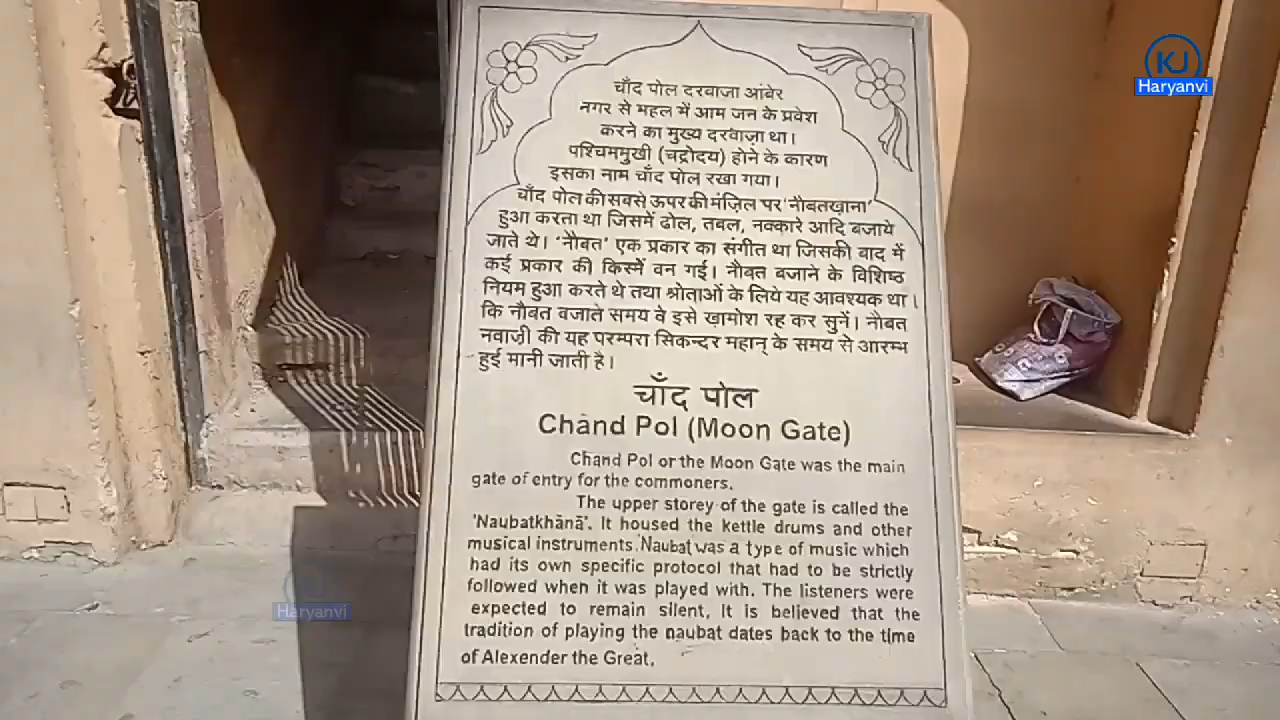 चाँद पोल दरवाजा आंबेर
नगर से महल में आम जन के प्रवेश
करने का मुख्य दरवाज़ा था।
पश्चिममुखी (चद्रोदय) होने के कारण
इसका नाम चाँद पोल रखा गया।
चाँद पोल की सबसे ऊपर की मंज़िल पर 'नौबतखाना'
हुआ करता था जिसमें ढोल, तबल, नक्कारे आदि बजाये
जाते थे। 'नौबत' एक प्रकार का संगीत था जिसकी बाद में
कई प्रकार की किस्में वन गई। नौबत बजाने के विशिष्ठ
नियम हुआ करते थे तथा श्रोताओं के लिये यह आवश्यक था।
कि नौबत वजाते समय वे इसे ख़ामोश रह कर सुनें। नौबत
नवाज़ी की यह परम्परा सिकन्दर महान् के समय से आरम्भ
हुई मानी जाती है।
चाँद पोल
Chand Pol (Moon Gate)
Chand Pol or the Moon Gate was the main
gate of entry for the commoners.
The upper storey of the gate is called the
'Naubatkhānā'. It housed the kettle drums and other
musical instruments. Naubat was a type of music which
had its own specific protocol that had to be strictly
followed when it was played with. The listeners were
expected to remain silent. It is believed that the
tradition of playing the naubat dates back to the time
of Alexender the Great.
KJ
Haryanvi
KJ
Haryanvi